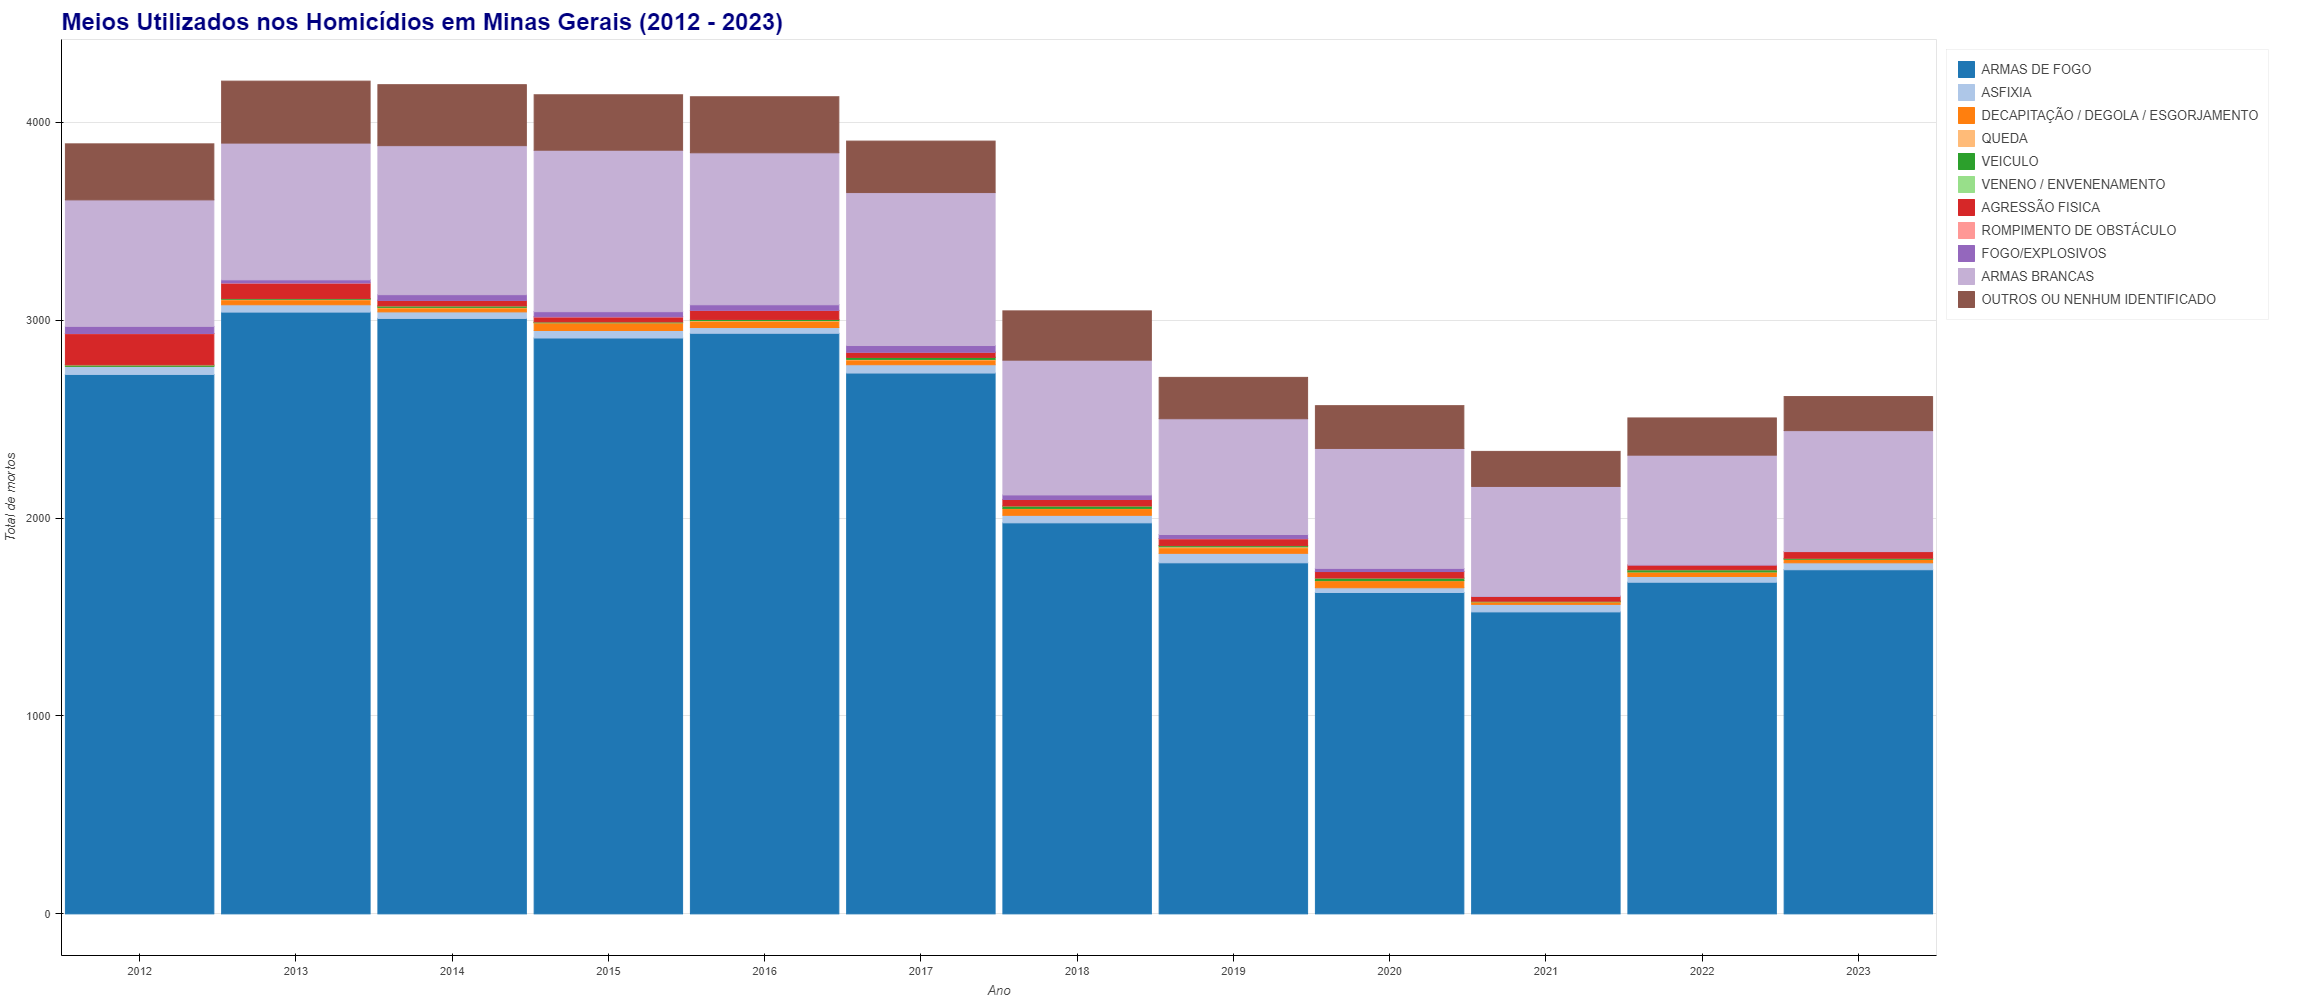 Meios Utilizados nos Homicídios em Minas Gerais (2012 - 2023)
ARMAS DE FOGO
ASFIXIA
DECAPITAÇÃO / DEGOLA / ESGORJAMENTO
QUEDA
VEICULO
VENENO / ENVENENAMENTO
AGRESSÃO FISICA
ROMPIMENTO DE OBSTÁCULO
FOGO/EXPLOSIVOS
ARMAS BRANCAS
OUTROS OU NENHUM IDENTIFICADO
4000
3000
2000
1000
0
Total de mortos
2012 2013 2014 2015 2016 2017 2018 2019 2020 2021 2022 2023
Ano